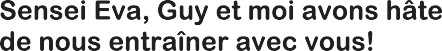 Sensei Eva, Guy et moi avons hâte
de nous entraîner avec vous!